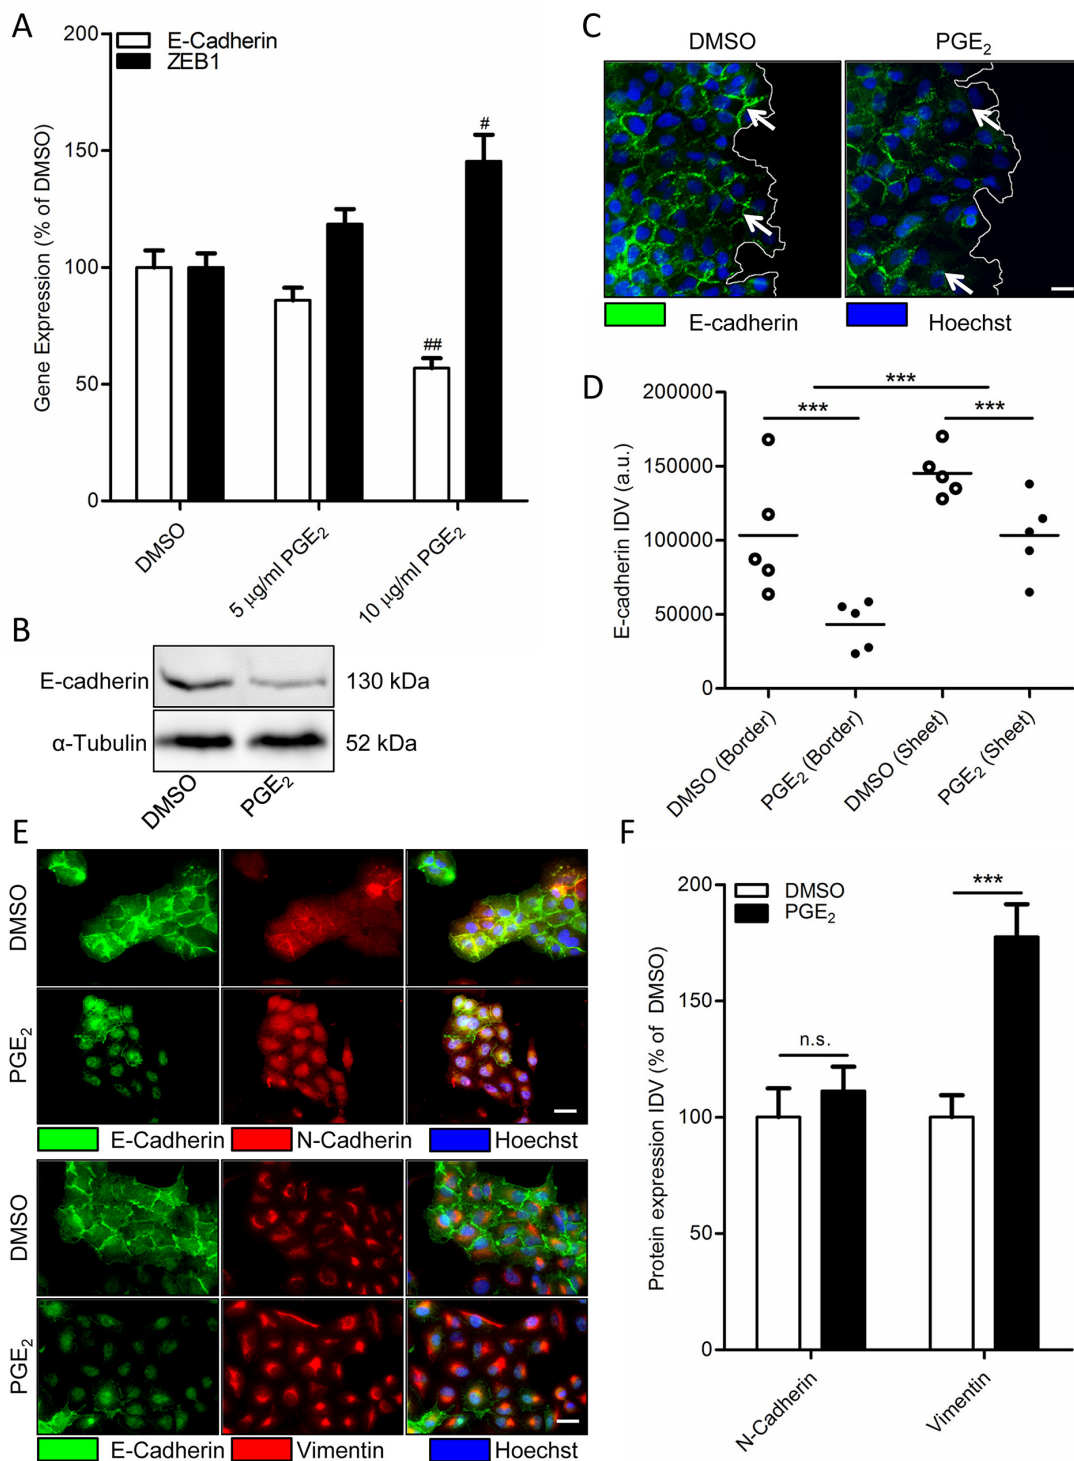 A
200
150
100
50
0
Gene Expression (% of DMSO)
E-Cadherin
ZEB1
#
##
DMSO
5 µg/ml PGE₂
10 µg/ml PGE₂
B
E-cadherin
130 kDa
α-Tubulin
52 kDa
DMSO
PGE₂
C
DMSO
PGE₂
E-cadherin
Hoechst
D
200000
150000
100000
50000
0
E-cadherin IDV (a.u.)
***
***
***
DMSO (Border)
PGE₂ (Border)
DMSO (Sheet)
PGE₂ (Sheet)
E
DMSO
PGE₂
E-Cadherin
N-Cadherin
Hoechst
DMSO
PGE₂
E-Cadherin
Vimentin
Hoechst
F
200
150
100
50
0
Protein expression IDV (% of DMSO)
DMSO
PGE₂
n.s.
***
N-Cadherin
Vimentin